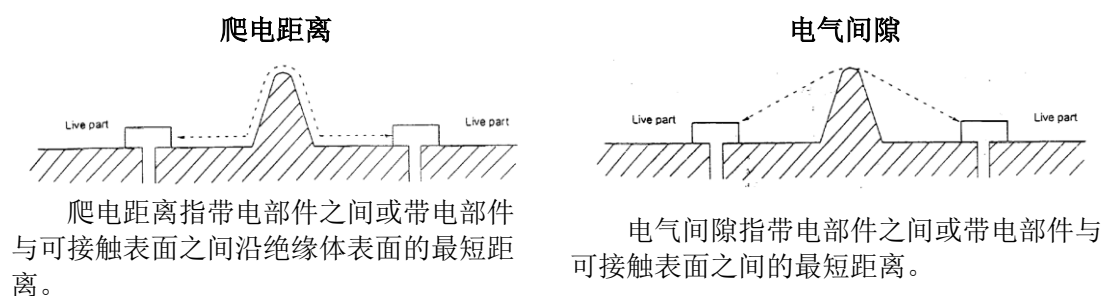 爬电距离
Live part
Live part
爬电距离指带电部件之间或带电部件
与可接触表面之间沿绝缘体表面的最短距
离。
电气间隙
Live part
Live part
电气间隙指带电部件之间或带电部件与
可接触表面之间的最短距离。